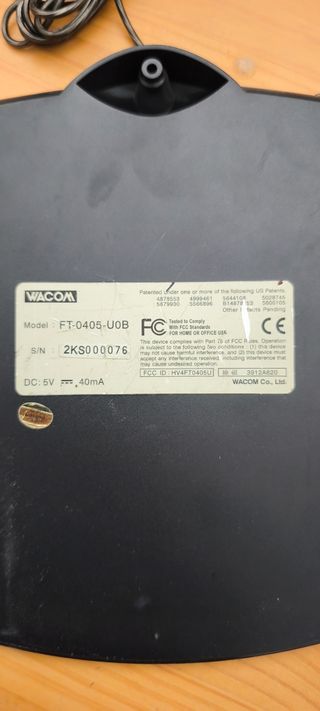 WACOM
Model : FT-0405-U0B
S/N : 2KS000076
DC : 5V 40mA
Patented under one or more of the following US Patents.
4878553 4999461 5644108 5028745
5679930 5566896 5600105
Other Patents Pending
FC Tested to Comply
With FCC Standards
FOR HOME OR OFFICE USE
CE
This device complies with Part 15 of FCC Rules. Operation
is subject to the following two conditions : (1) this device
may not cause harmful interference, and (2) this device must
accept any interference received, including interference that
may cause undesired operation.
FCC ID : HV4FT0405U 3912A620
WACOM Co., Ltd.